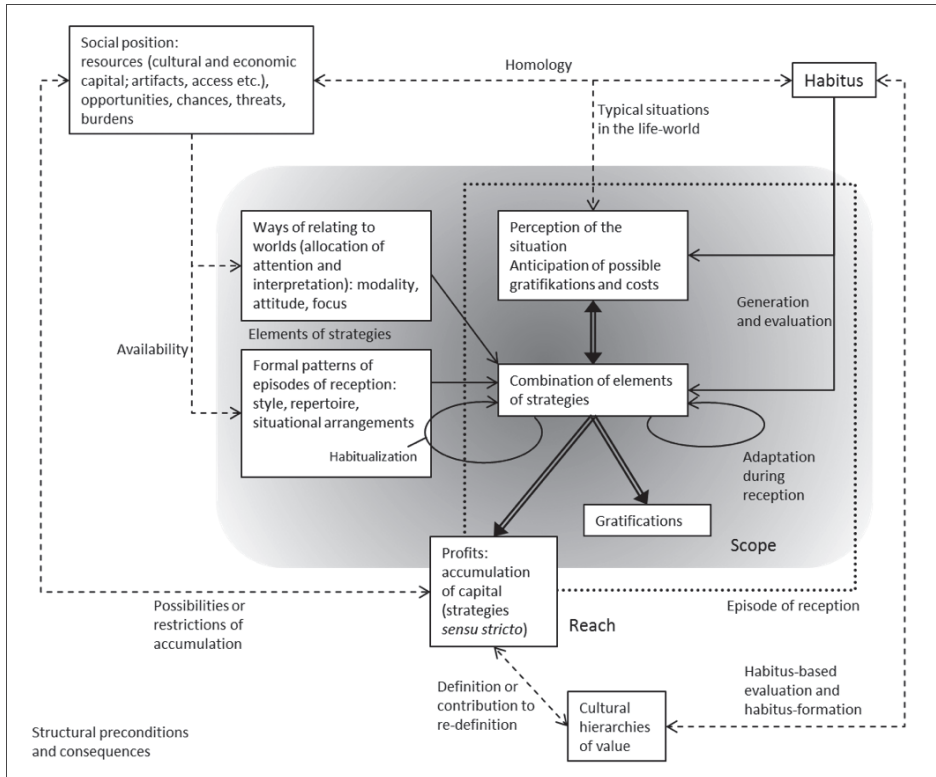 Social position:
resources (cultural and economic
capital; artifacts, access etc.),
opportunities, chances, threats,
burdens
Homology
Habitus
Typical situations
in the life-world
Ways of relating to
worlds (allocation of
attention and
interpretation): modality,
attitude, focus
Perception of the
situation
Anticipation of possible
gratifikations and costs
Generation
and evaluation
Elements of strategies
Availability
Formal patterns of
episodes of reception:
style, repertoire,
situational arrangements
Habitualization
Combination of elements
of strategies
Adaptation
during
reception
Gratifications
Scope
Profits:
accumulation
of capital
(strategies
sensu stricto)
Episode of reception
Reach
Possibilities or
restrictions of
accumulation
Definition or
contribution to
re-definition
Cultural
hierarchies
of value
Habitus-based
evaluation and
habitus-formation
Structural preconditions
and consequences